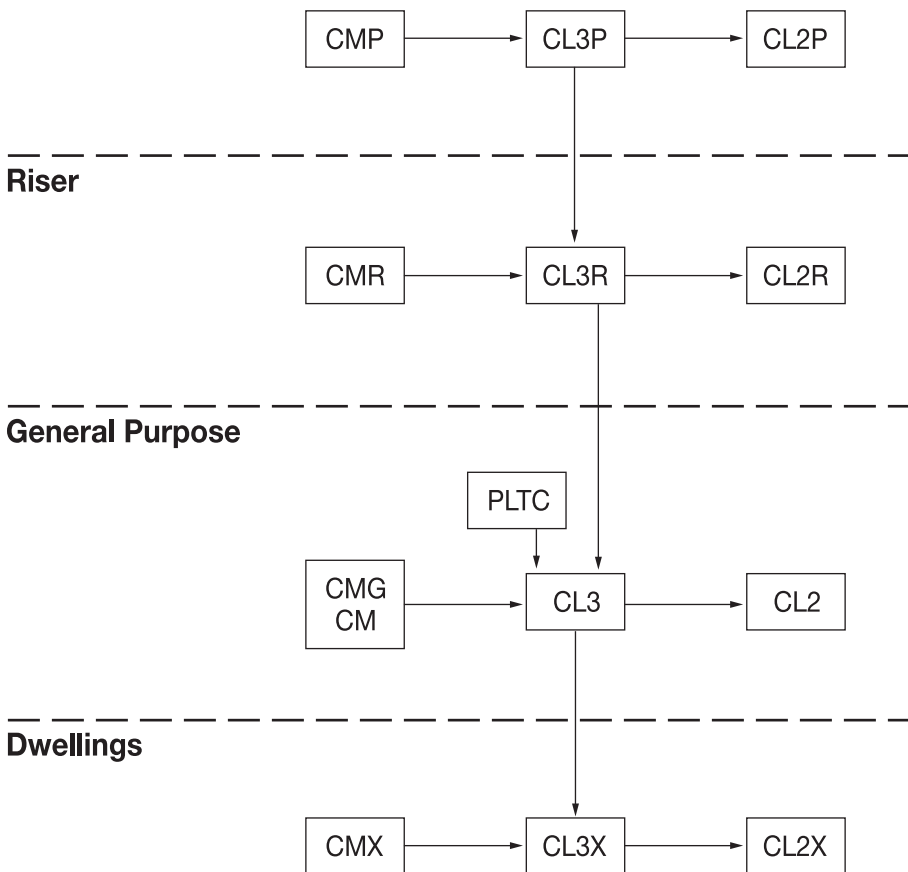 CMP
CL3P
CL2P
Riser
CMR
CL3R
CL2R
General Purpose
PLTC
CMG
CM
CL3
CL2
Dwellings
CMX
CL3X
CL2X